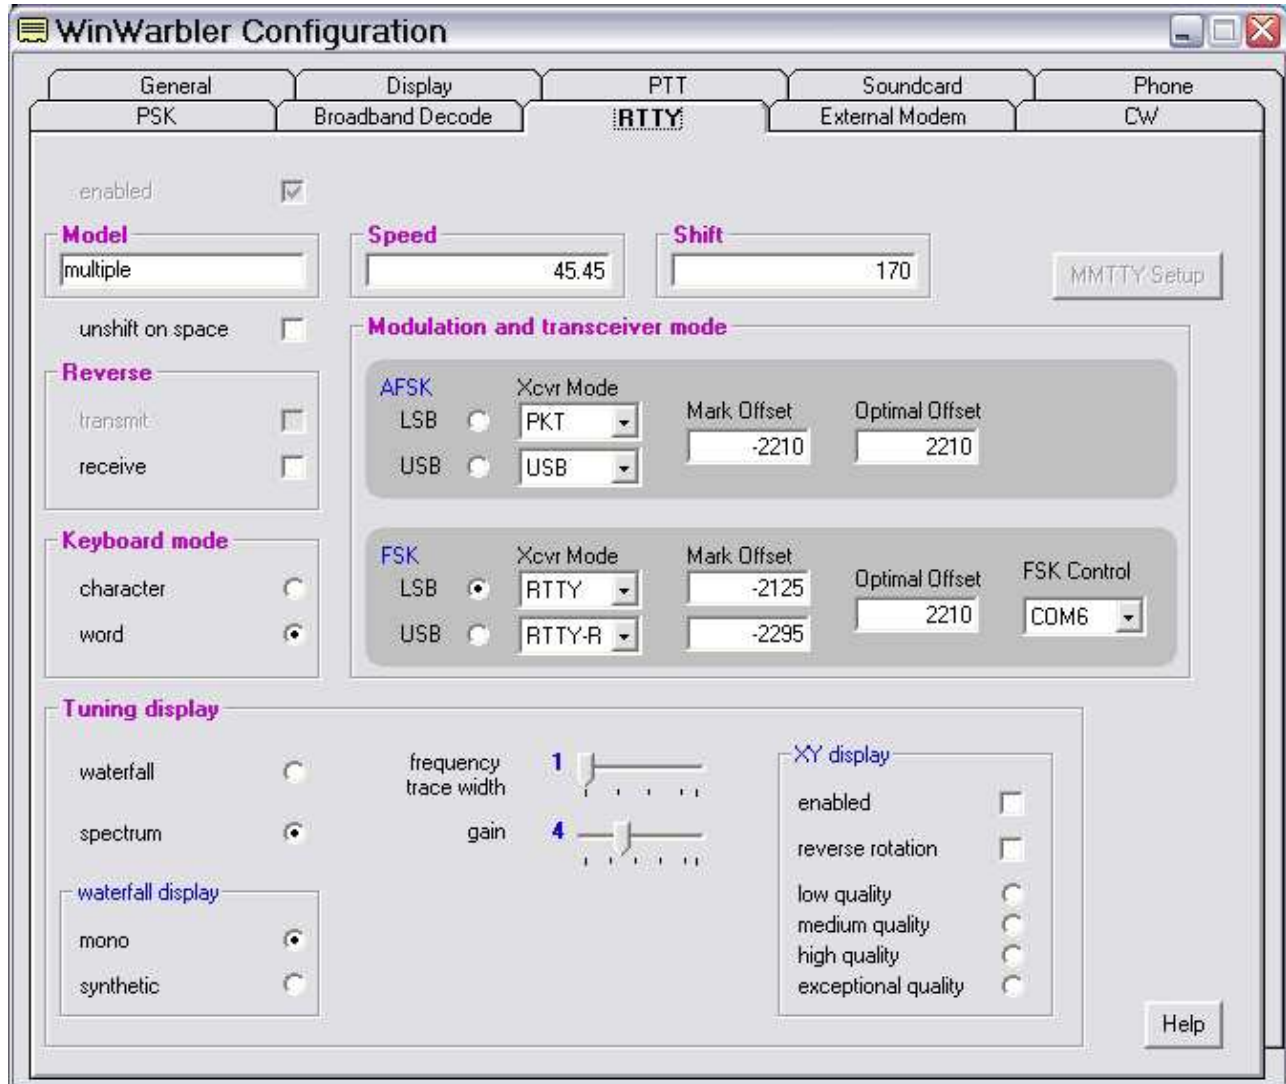 WinWarbler Configuration
General Display PTT Soundcard Phone
PSK Broadband Decode RTTY External Modem CW
enabled
Model Speed Shift
multiple 45.45 170 MMTTY Setup
unshift on space
Modulation and transceiver mode
Reverse
transmit
receive
AFSK Xcvr Mode Mark Offset Optimal Offset
LSB PKT -2210 2210
USB USB
Keyboard mode
character
word
FSK Xcvr Mode Mark Offset Optimal Offset FSK Control
LSB RTTY -2125 2210 COM6
USB RTTY-R -2295
Tuning display
waterfall
spectrum
frequency
trace width 1
gain 4
waterfall display
mono
synthetic
XY display
enabled
reverse rotation
low quality
medium quality
high quality
exceptional quality
Help